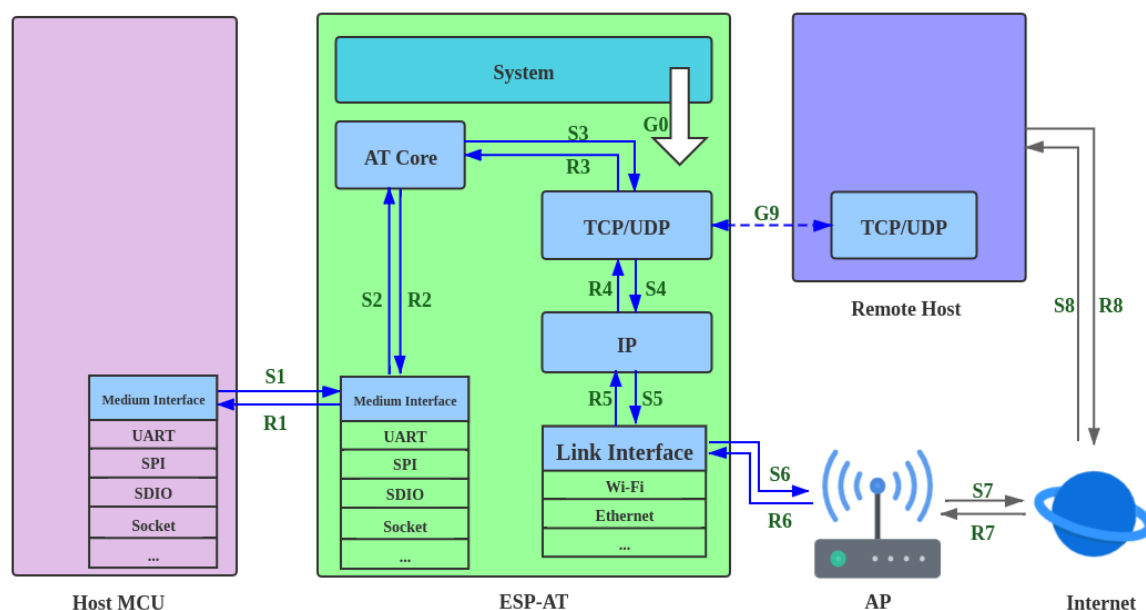 System
G0
AT Core
S3
R3
TCP/UDP
G9
TCP/UDP
S2
R2
R4
S4
S8
R8
Remote Host
IP
S1
R1
Medium Interface
UART
SPI
SDIO
Socket
...
Medium Interface
UART
SPI
SDIO
Socket
...
R5
S5
Link Interface
Wi-Fi
Ethernet
...
S6
R6
S7
R7
Host MCU
ESP-AT
AP
Internet